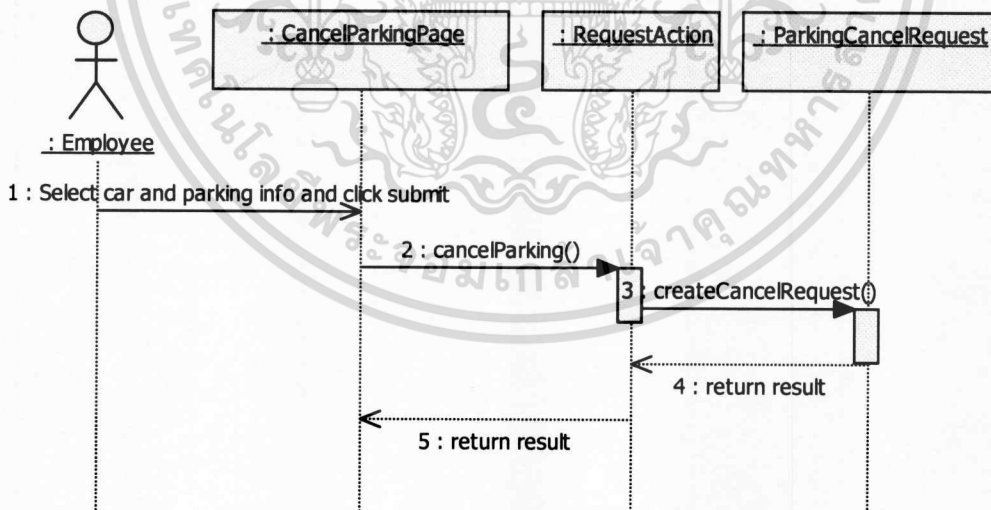 : CancelParkingPage
: RequestAction
: ParkingCancelRequest
: Employee
1 : Select car and parking info and click submit
2 : cancelParking()
3 : createCancelRequest()
4 : return result
5 : return result